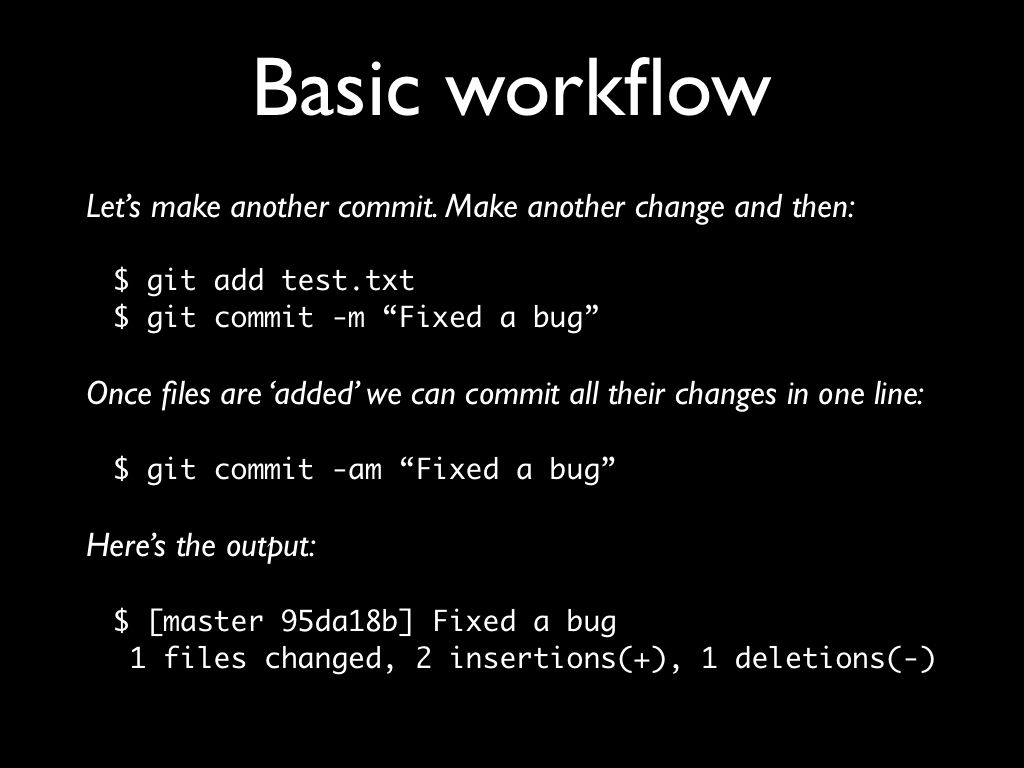 Basic workflow
Let’s make another commit. Make another change and then:
$ git add test.txt
$ git commit -m “Fixed a bug”
Once files are ‘added’ we can commit all their changes in one line:
$ git commit -am “Fixed a bug”
Here’s the output:
$ [master 95da18b] Fixed a bug
1 files changed, 2 insertions(+), 1 deletions(-)